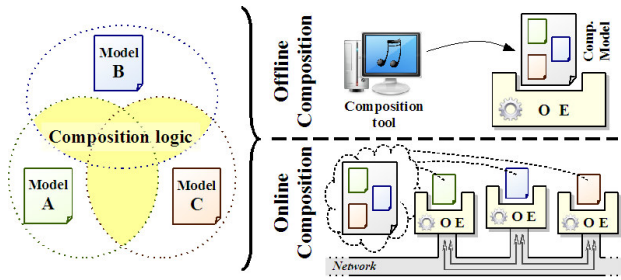 Model
B
Composition logic
Model
A
Model
C
Offline
Composition
Composition
tool
Comp.
Model
O E
Online
Composition
O E
O E
O E
Network